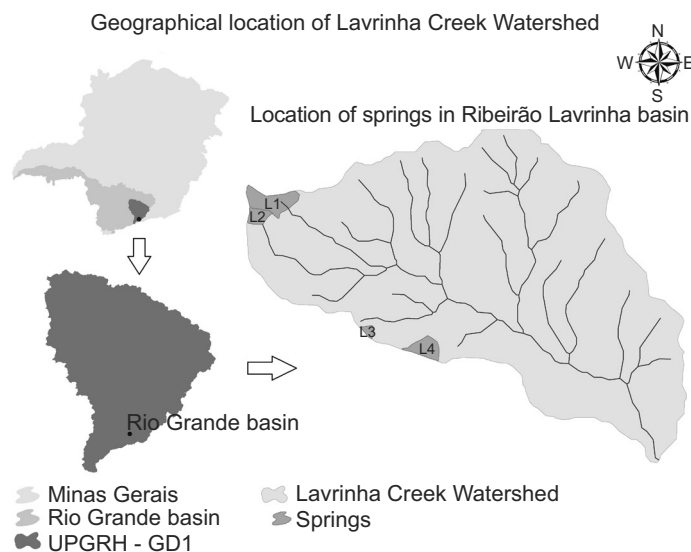 Geographical location of Lavrinha Creek Watershed
N
W E
S
Location of springs in Ribeirão Lavrinha basin
L1
L2
L3
L4
Rio Grande basin
Minas Gerais
Rio Grande basin
UPGRH - GD1
Lavrinha Creek Watershed
Springs